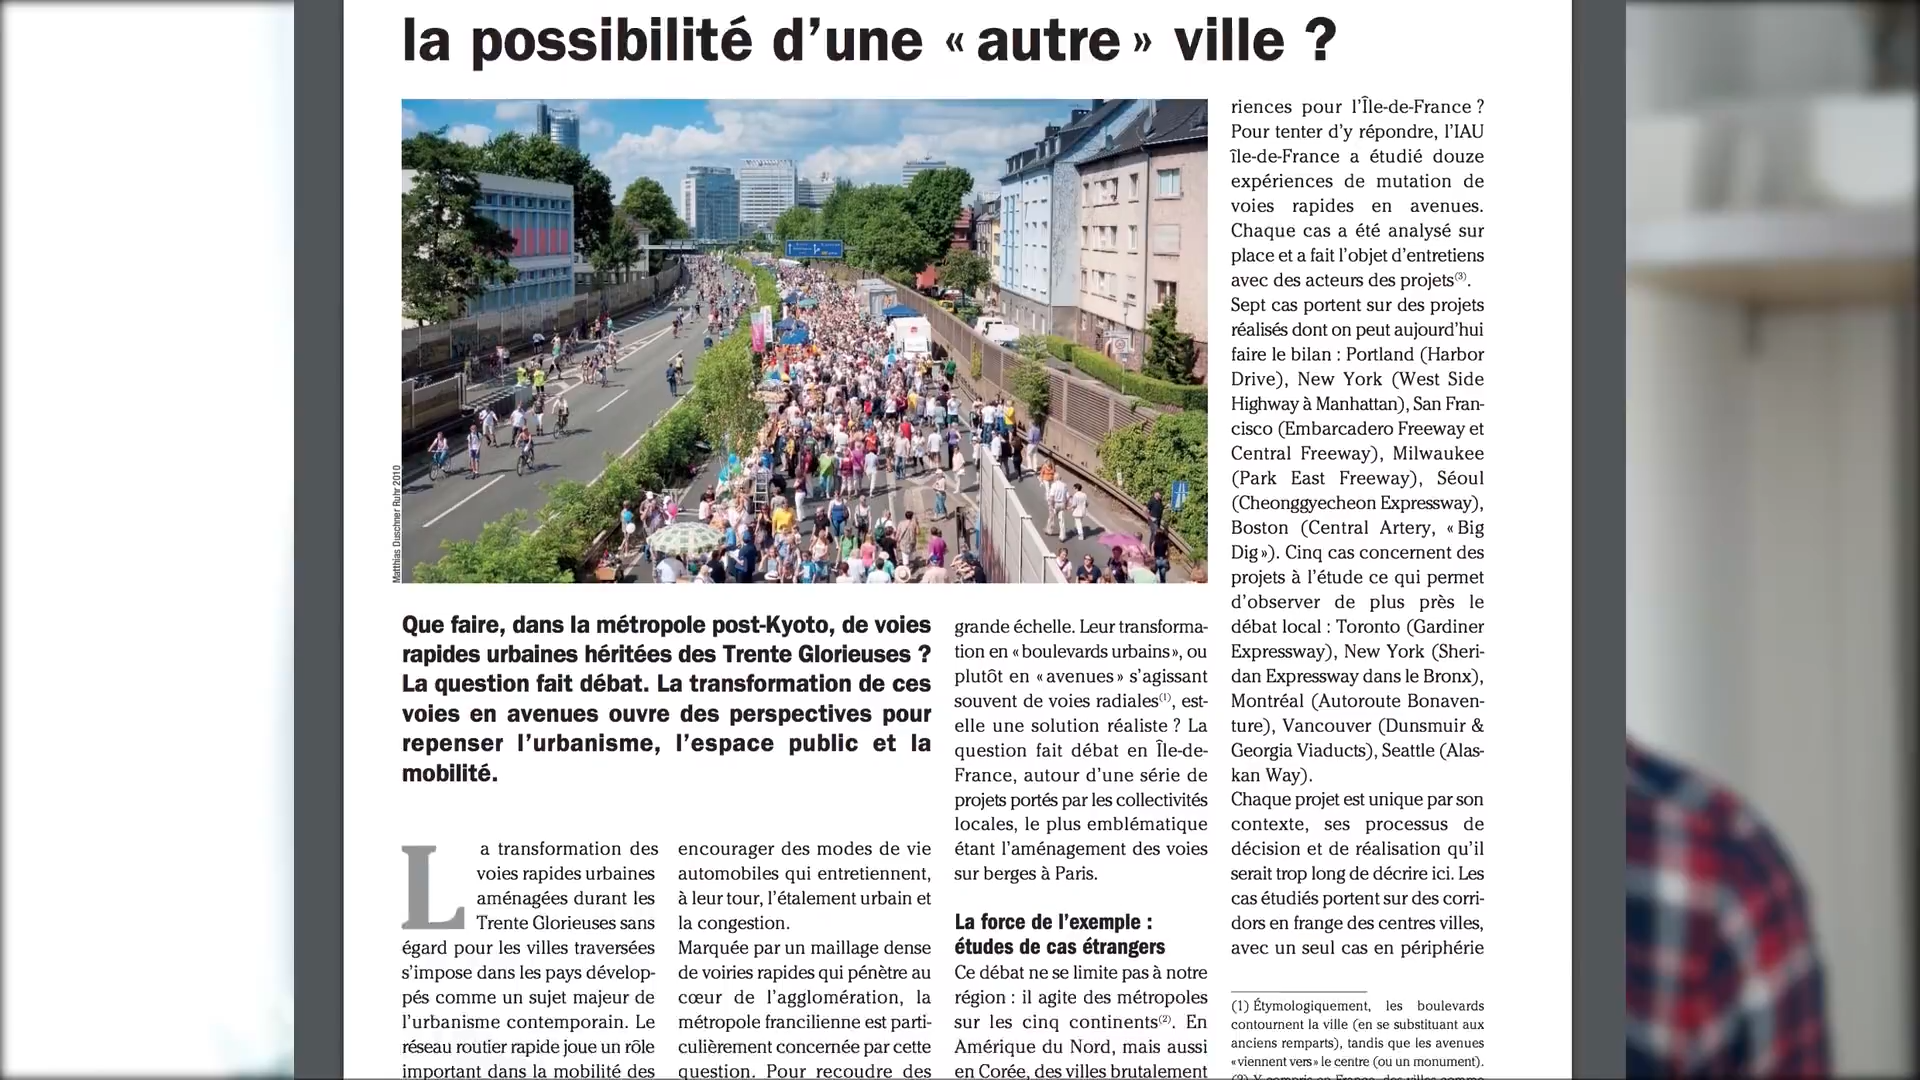 la possibilité d’une « autre » ville ?
Matthias Duschner Ruhr 2010
Que faire, dans la métropole post-Kyoto, de voies
rapides urbaines héritées des Trente Glorieuses ?
La question fait débat. La transformation de ces
voies en avenues ouvre des perspectives pour
repenser l’urbanisme, l’espace public et la
mobilité.
La transformation des
voies rapides urbaines
aménagées durant les
Trente Glorieuses sans
égard pour les villes traversées
s’impose dans les pays dévelop-
pés comme un sujet majeur de
l’urbanisme contemporain. Le
réseau routier rapide joue un rôle
important dans la mobilité des
encourager des modes de vie
automobiles qui entretiennent,
à leur tour, l’étalement urbain et
la congestion.
Marquée par un maillage dense
de voiries rapides qui pénètre au
cœur de l’agglomération, la
métropole francilienne est parti-
culièrement concernée par cette
question. Pour recoudre des
grande échelle. Leur transforma-
tion en « boulevards urbains », ou
plutôt en « avenues » s’agissant
souvent de voies radiales(1), est-
elle une solution réaliste ? La
question fait débat en Île-de-
France, autour d’une série de
projets portés par les collectivités
locales, le plus emblématique
étant l’aménagement des voies
sur berges à Paris.
La force de l’exemple :
études de cas étrangers
Ce débat ne se limite pas à notre
région : il agite des métropoles
sur les cinq continents(2). En
Amérique du Nord, mais aussi
en Corée, des villes brutalement
riences pour l’Île-de-France ?
Pour tenter d’y répondre, l’IAU
île-de-France a étudié douze
expériences de mutation de
voies rapides en avenues.
Chaque cas a été analysé sur
place et a fait l’objet d’entretiens
avec des acteurs des projets(3).
Sept cas portent sur des projets
réalisés dont on peut aujourd’hui
faire le bilan : Portland (Harbor
Drive), New York (West Side
Highway à Manhattan), San Fran-
cisco (Embarcadero Freeway et
Central Freeway), Milwaukee
(Park East Freeway), Séoul
(Cheonggyecheon Expressway),
Boston (Central Artery, « Big
Dig »). Cinq cas concernent des
projets à l’étude ce qui permet
d’observer de plus près le
débat local : Toronto (Gardiner
Expressway), New York (Sheri-
dan Expressway dans le Bronx),
Montréal (Autoroute Bonaven-
ture), Vancouver (Dunsmuir &
Georgia Viaducts), Seattle (Alas-
kan Way).
Chaque projet est unique par son
contexte, ses processus de
décision et de réalisation qu’il
serait trop long de décrire ici. Les
cas étudiés portent sur des corri-
dors en frange des centres villes,
avec un seul cas en périphérie
(1) Étymologiquement, les boulevards
contournent la ville (en se substituant aux
anciens remparts), tandis que les avenues
« viennent vers » le centre (ou un monument).